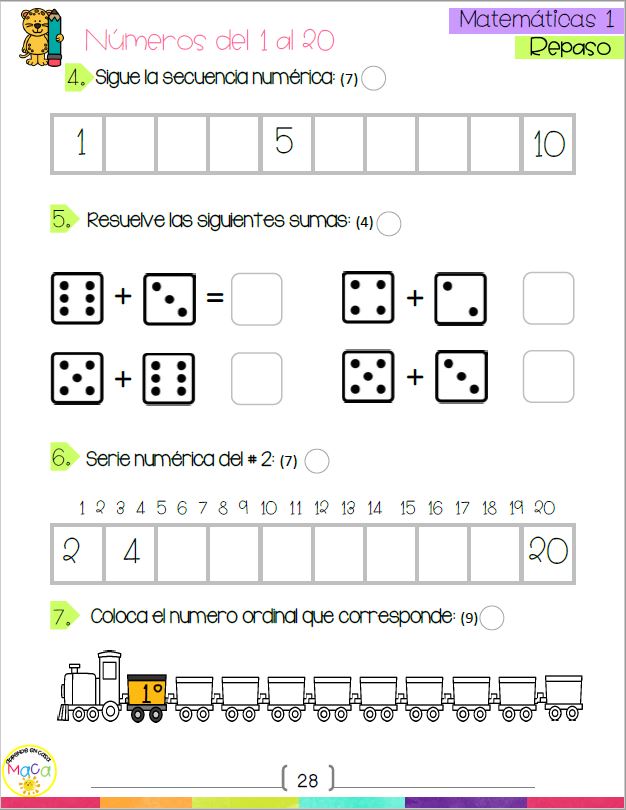 Matemáticas 1
Números del 1 al 20
Repaso
4. Sigue la secuencia numérica: (7)
1 5 10
5. Resuelve las siguientes sumas: (4)
+ = +
+ +
6. Serie numérica del # 2: (7)
1 2 3 4 5 6 7 8 9 10 11 12 13 14 15 16 17 18 19 20
2 4 20
7. Coloca el numero ordinal que corresponde: (9)
1°
aprende en casa
MaCa
28